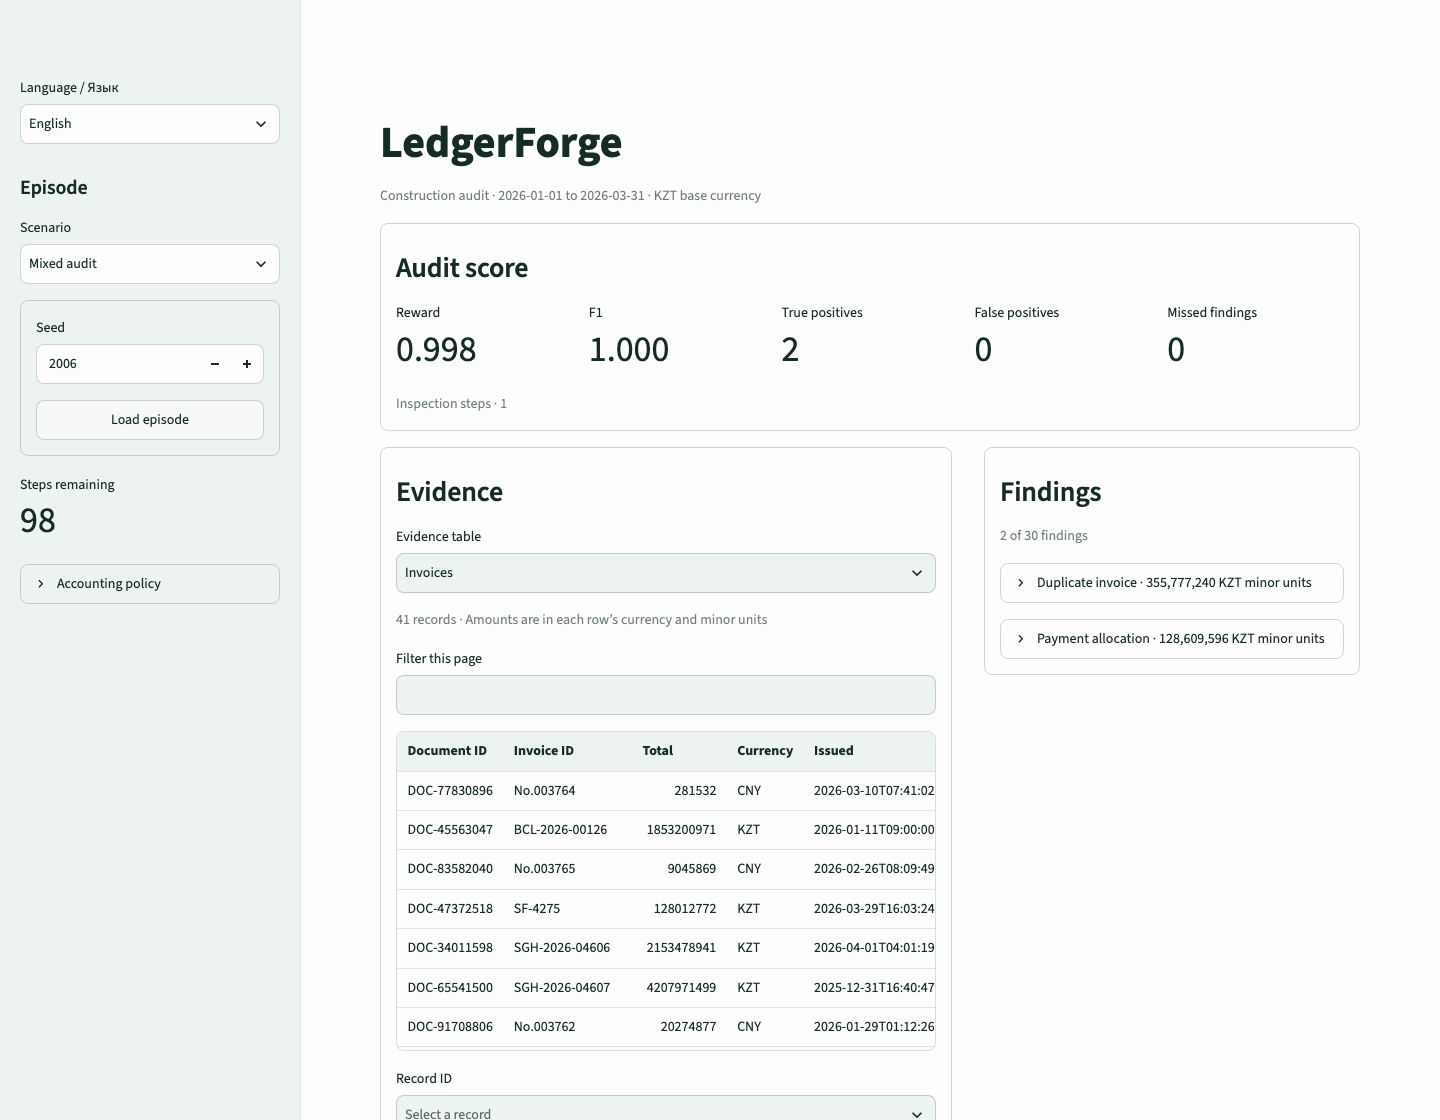 Language / Язык
English
Episode
Scenario
Mixed audit
Seed
2006
Load episode
Steps remaining
98
Accounting policy
LedgerForge
Construction audit · 2026-01-01 to 2026-03-31 · KZT base currency
Audit score
Reward F1 True positives False positives Missed findings
0.998 1.000 2 0 0
Inspection steps · 1
Evidence
Evidence table
Invoices
41 records · Amounts are in each row’s currency and minor units
Filter this page
Document ID Invoice ID Total Currency Issued
DOC-77830896 No.003764 281532 CNY 2026-03-10T07:41:02
DOC-45563047 BCL-2026-00126 1853200971 KZT 2026-01-11T09:00:00
DOC-83582040 No.003765 9045869 CNY 2026-02-26T08:09:49
DOC-47372518 SF-4275 128012772 KZT 2026-03-29T16:03:24
DOC-34011598 SGH-2026-04606 2153478941 KZT 2026-04-01T04:01:19
DOC-65541500 SGH-2026-04607 4207971499 KZT 2025-12-31T16:40:47
DOC-91708806 No.003762 20274877 CNY 2026-01-29T01:12:26
Record ID
Select a record
Findings
2 of 30 findings
Duplicate invoice · 355,777,240 KZT minor units
Payment allocation · 128,609,596 KZT minor units